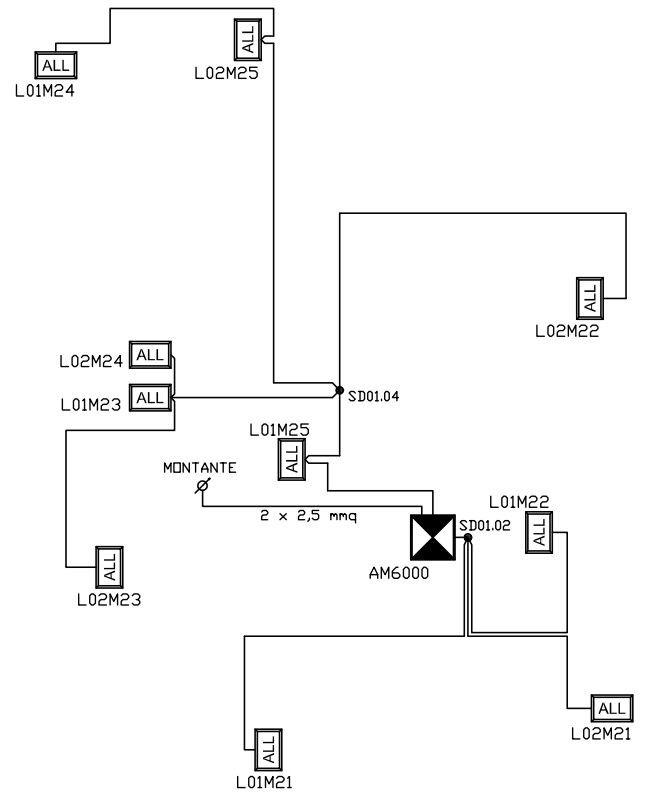 ALL
L02M25
ALL
L01M24
ALL
L02M22
ALL
L02M24
ALL
L01M23
SD01.04
L01M25
ALL
MONTANTE
2 x 2,5 mmq
L01M22
ALL
SD01.02
AM6000
ALL
L02M23
ALL
L02M21
ALL
L01M21